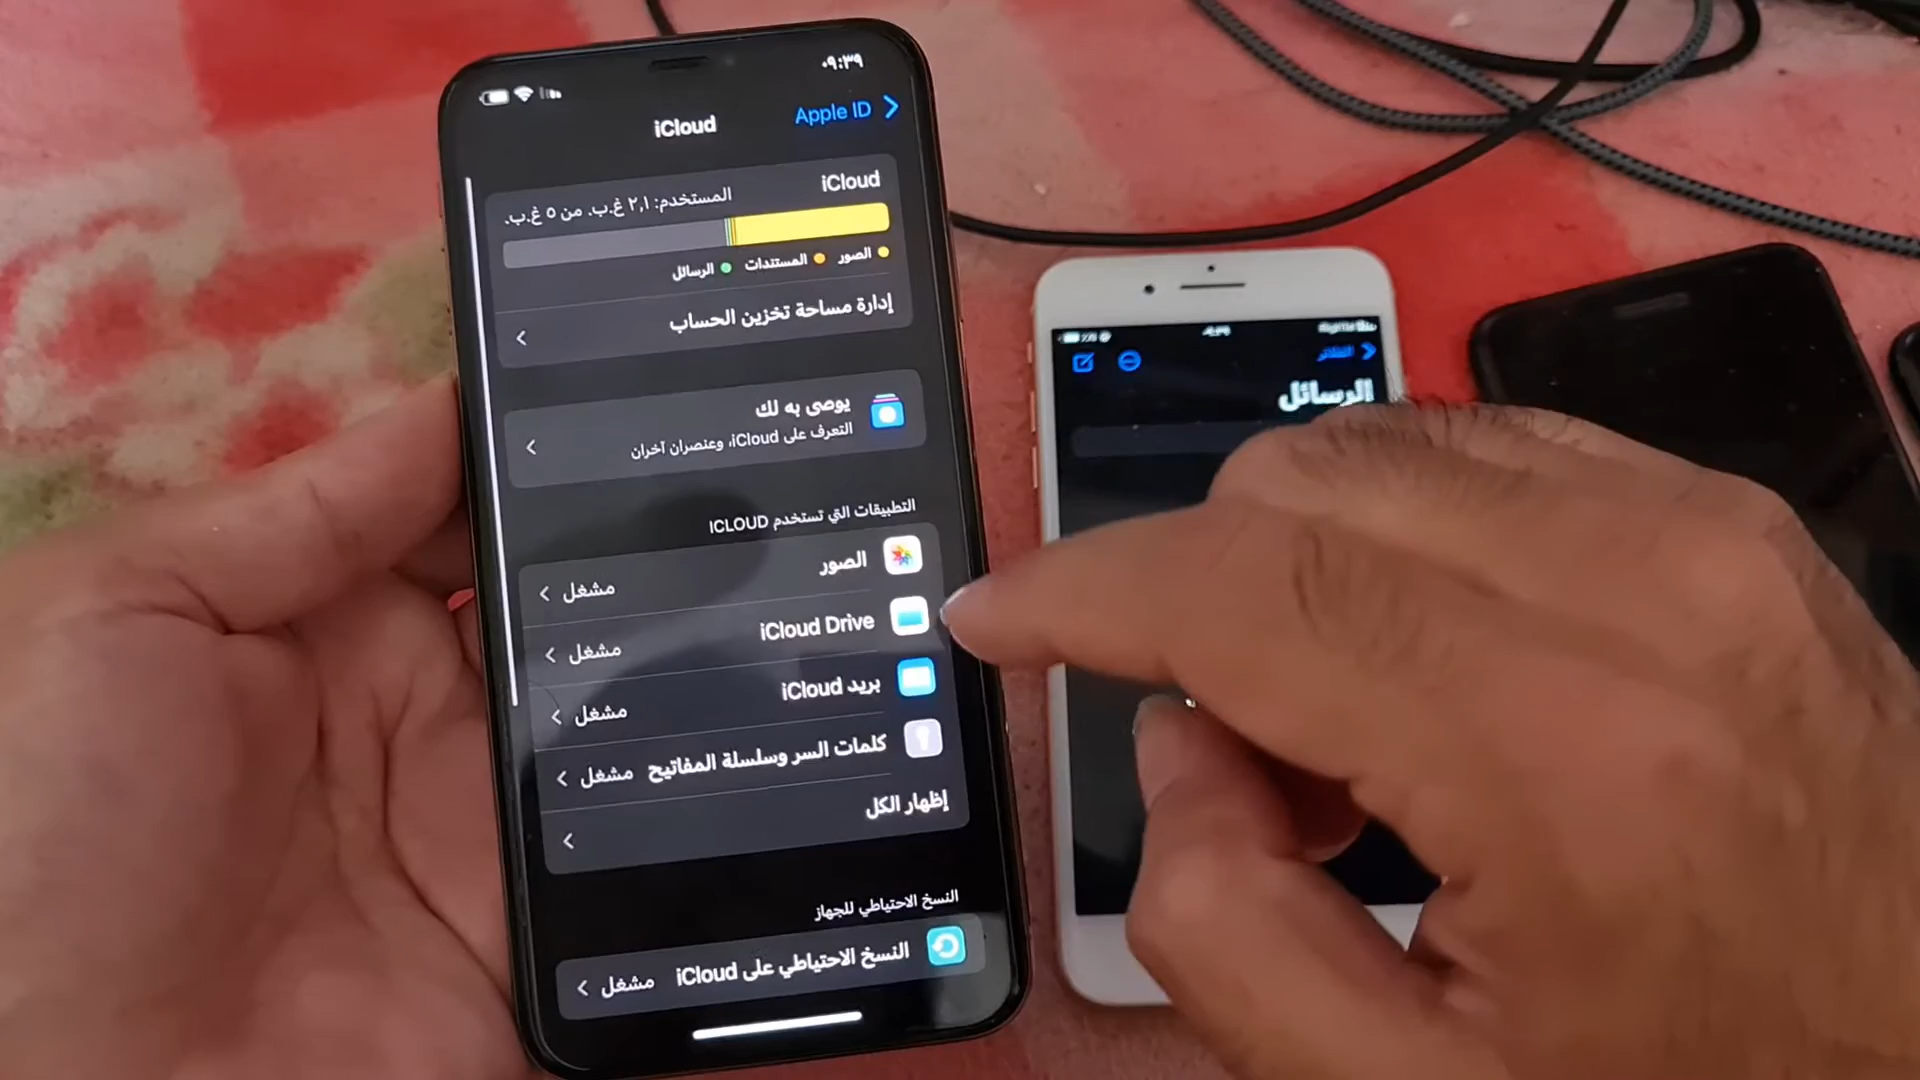 ٠٩:٣٩
Apple ID
iCloud
iCloud
المستخدم: ٢,١ غ.ب. من ٥ غ.ب.
الصور
المستندات
الرسائل
إدارة مساحة تخزين الحساب
يوصى به لك
التعرف على iCloud، وعنصران آخران
التطبيقات التي تستخدم ICLOUD
الصور مشغل
iCloud Drive مشغل
بريد iCloud مشغل
كلمات السر وسلسلة المفاتيح مشغل
إظهار الكل
النسخ الاحتياطي للجهاز
النسخ الاحتياطي على iCloud مشغل
الرسائل